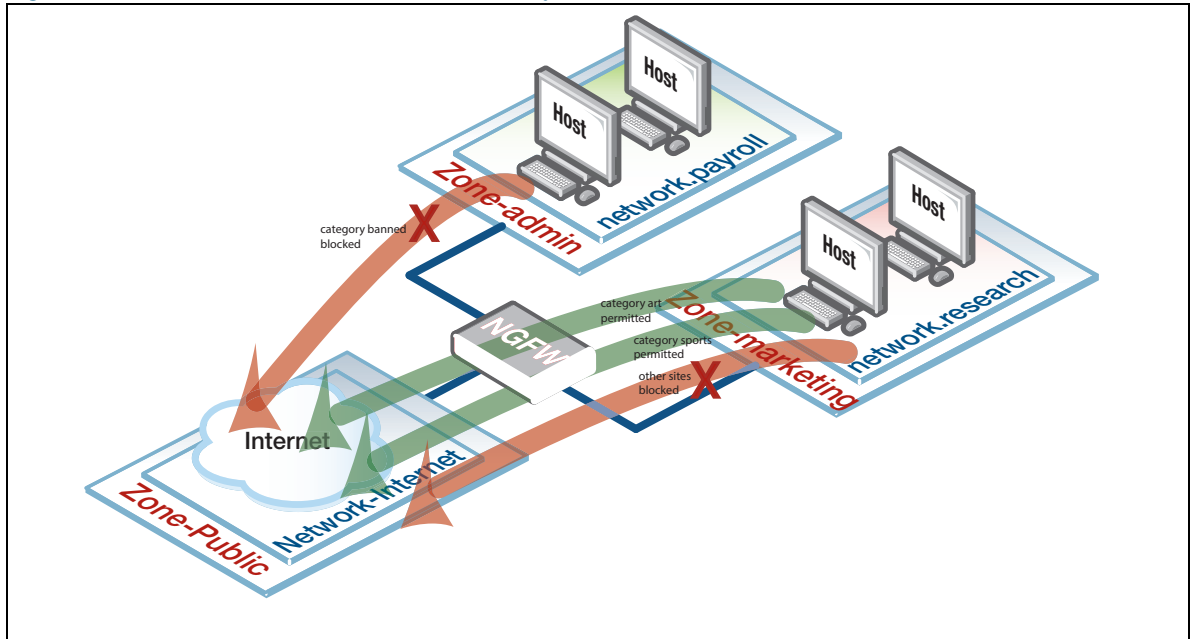 Host
Host
network.payroll
Zone-admin
category banned
blocked
Host
Host
network.research
Zone-marketing
category art
permitted
category sports
permitted
other sites
blocked
X
X
NGFW
Internet
Network-Internet
Zone-Public